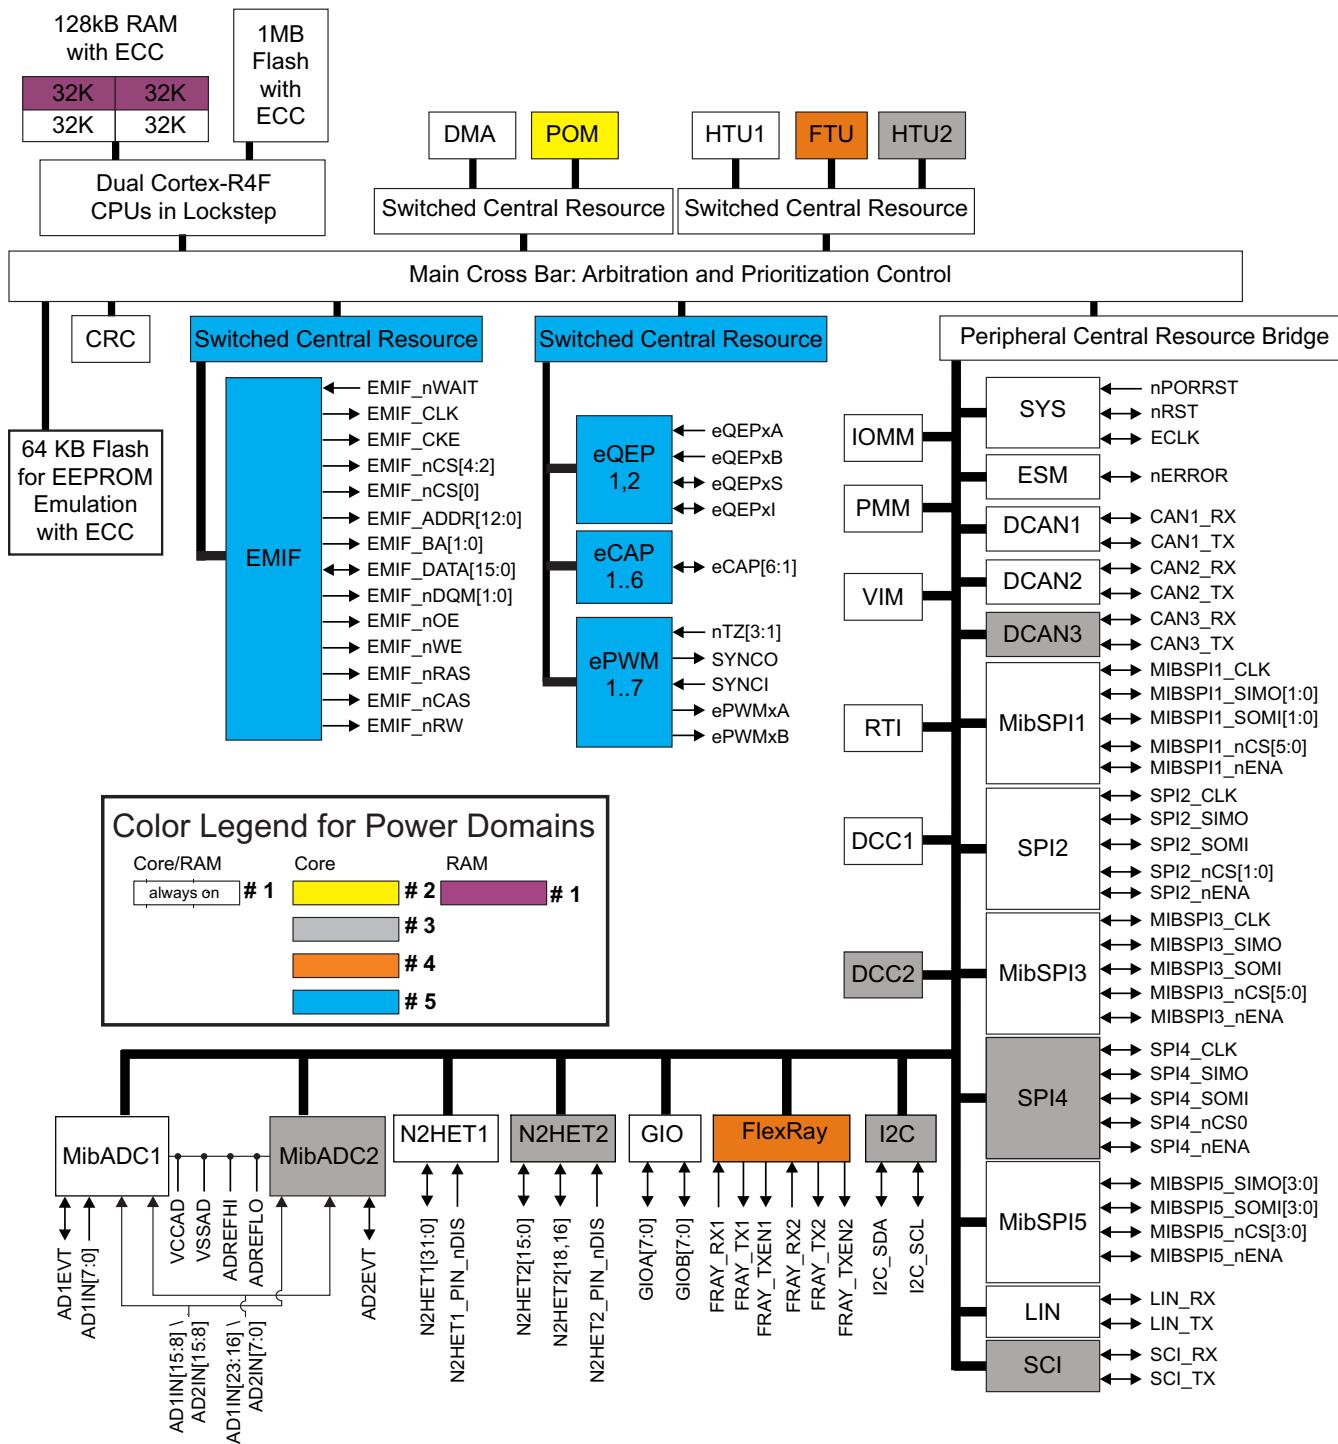 128kB RAM
with ECC
32K 32K
32K 32K
1MB
Flash
with
ECC
Dual Cortex-R4F
CPUs in Lockstep
DMA
POM
HTU1
FTU
HTU2
Switched Central Resource
Switched Central Resource
Main Cross Bar: Arbitration and Prioritization Control
CRC
Switched Central Resource
Switched Central Resource
Peripheral Central Resource Bridge
64 KB Flash
for EEPROM
Emulation
with ECC
EMIF
EMIF_nWAIT
EMIF_CLK
EMIF_CKE
EMIF_nCS[4:2]
EMIF_nCS[0]
EMIF_ADDR[12:0]
EMIF_BA[1:0]
EMIF_DATA[15:0]
EMIF_nDQM[1:0]
EMIF_nOE
EMIF_nWE
EMIF_nRAS
EMIF_nCAS
EMIF_nRW
eQEP
1,2
eQEPxA
eQEPxB
eQEPxS
eQEPxI
eCAP
1..6
eCAP[6:1]
ePWM
1..7
nTZ[3:1]
SYNCO
SYNCI
ePWMxA
ePWMxB
IOMM
PMM
VIM
RTI
DCC1
DCC2
SYS
nPORRST
nRST
ECLK
ESM
nERROR
DCAN1
CAN1_RX
CAN1_TX
DCAN2
CAN2_RX
CAN2_TX
DCAN3
CAN3_RX
CAN3_TX
MibSPI1
MIBSPI1_CLK
MIBSPI1_SIMO[1:0]
MIBSPI1_SOMI[1:0]
MIBSPI1_nCS[5:0]
MIBSPI1_nENA
SPI2
SPI2_CLK
SPI2_SIMO
SPI2_SOMI
SPI2_nCS[1:0]
SPI2_nENA
MibSPI3
MIBSPI3_CLK
MIBSPI3_SIMO
MIBSPI3_SOMI
MIBSPI3_nCS[5:0]
MIBSPI3_nENA
SPI4
SPI4_CLK
SPI4_SIMO
SPI4_SOMI
SPI4_nCS0
SPI4_nENA
MibSPI5
MIBSPI5_SIMO[3:0]
MIBSPI5_SOMI[3:0]
MIBSPI5_nCS[3:0]
MIBSPI5_nENA
LIN
LIN_RX
LIN_TX
SCI
SCI_RX
SCI_TX
Color Legend for Power Domains
Core/RAM Core RAM
always on # 1 # 2 # 1
# 3
# 4
# 5
MibADC1
MibADC2
N2HET1
N2HET2
GIO
FlexRay
I2C
AD1EVT
AD1IN[7:0]
VCCAD
VSSAD
ADREFHI
ADREFLO
AD2EVT
AD1IN[15:8] \
AD2IN[15:8]
AD1IN[23:16] \
AD2IN[7:0]
N2HET1[31:0]
N2HET1_PIN_nDIS
N2HET2[15:0]
N2HET2[18,16]
N2HET2_PIN_nDIS
GIOA[7:0]
GIOB[7:0]
FRAY_RX1
FRAY_TX1
FRAY_TXEN1
FRAY_RX2
FRAY_TX2
FRAY_TXEN2
I2C_SDA
I2C_SCL